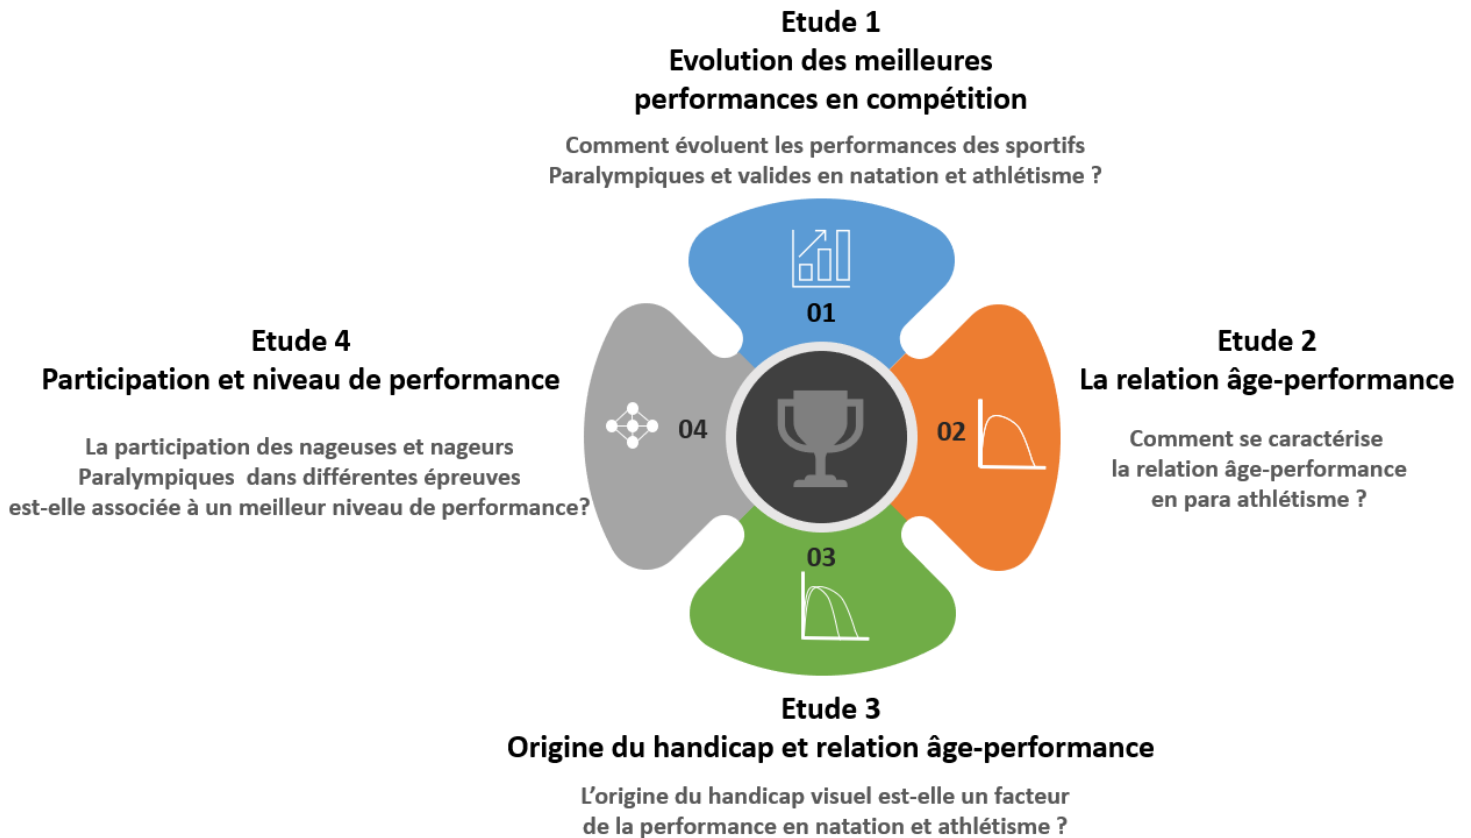 Etude 1
Evolution des meilleures
performances en compétition
Comment évoluent les performances des sportifs
Paralympiques et valides en natation et athlétisme ?
01
Etude 4
Participation et niveau de performance
La participation des nageuses et nageurs
Paralympiques dans différentes épreuves
est-elle associée à un meilleur niveau de performance?
04
02
Etude 2
La relation âge-performance
Comment se caractérise
la relation âge-performance
en para athlétisme ?
03
Etude 3
Origine du handicap et relation âge-performance
L’origine du handicap visuel est-elle un facteur
de la performance en natation et athlétisme ?